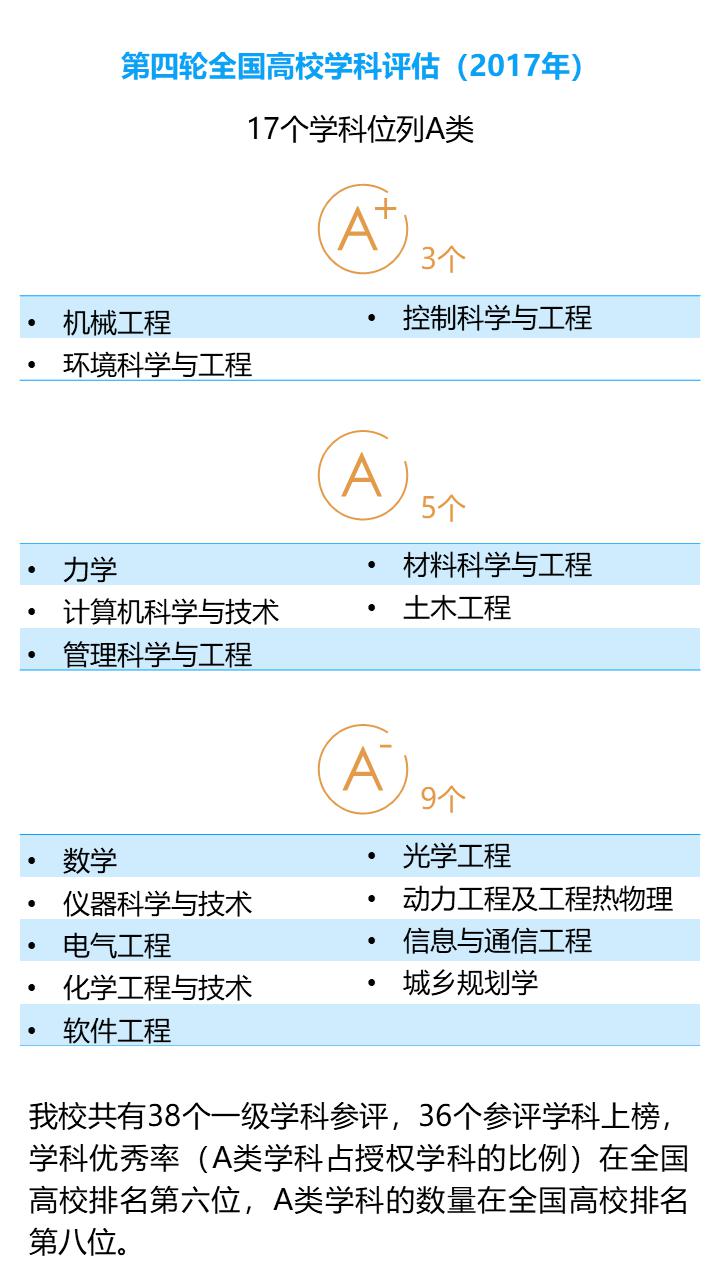 第四轮全国高校学科评估（2017年）
17个学科位列A类
A+
3个
• 机械工程
• 控制科学与工程
• 环境科学与工程
A
5个
• 力学
• 材料科学与工程
• 计算机科学与技术
• 土木工程
• 管理科学与工程
A-
9个
• 数学
• 光学工程
• 仪器科学与技术
• 动力工程及工程热物理
• 电气工程
• 信息与通信工程
• 化学工程与技术
• 城乡规划学
• 软件工程
我校共有38个一级学科参评，36个参评学科上榜，
学科优秀率（A类学科占授权学科的比例）在全国
高校排名第六位，A类学科的数量在全国高校排名
第八位。